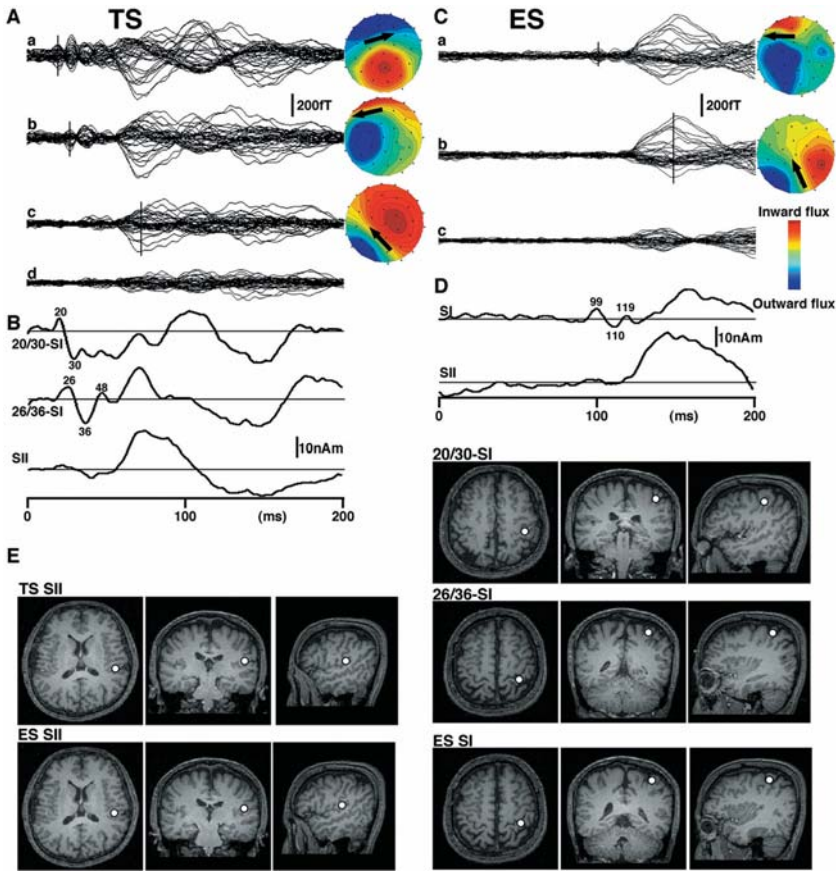 A TS
a
200fT
b
c
d
B
20
20/30-SI
30
26
48
26/36-SI
36
10nAm
SII
0 100 (ms) 200
C ES
a
200fT
b
Inward flux
c
Outward flux
D
99 119
SI
110
10nAm
SII
0 100 (ms) 200
20/30-SI
26/36-SI
ES SI
E
TS SII
ES SII